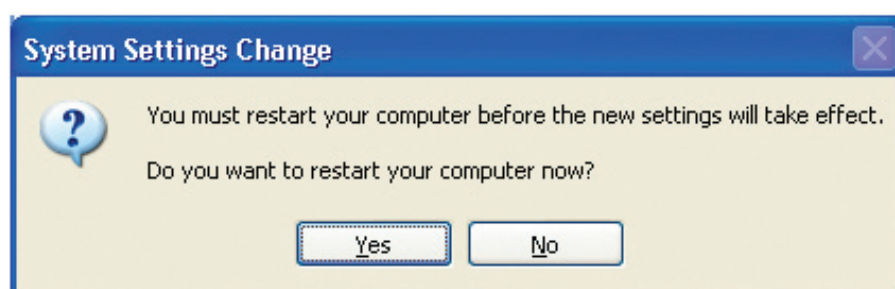 System Settings Change
You must restart your computer before the new settings will take effect.
Do you want to restart your computer now?
Yes No